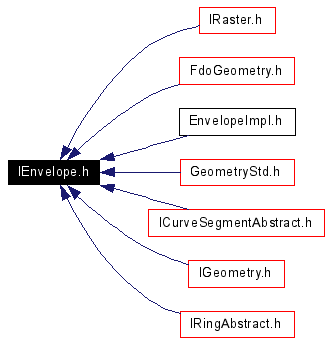 IRaster.h
FdoGeometry.h
EnvelopeImpl.h
IEnvelope.h
GeometryStd.h
ICurveSegmentAbstract.h
IGeometry.h
IRingAbstract.h